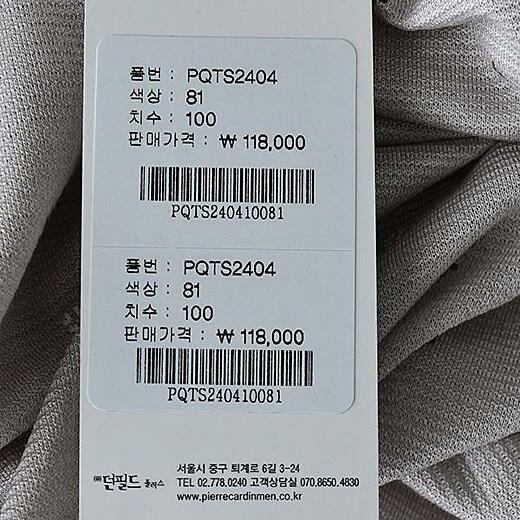 품번 : PQTS2404
색상 : 81
치수 : 100
판매가격 : ₩ 118,000
PQTS240410081
품번 : PQTS2404
색상 : 81
치수 : 100
판매가격 : ₩ 118,000
PQTS240410081
서울시 중구 퇴계로 6길 3-24
㈜던필드 플러스 TEL 02.778.0240 고객상담실 070.8650.4830
www.pierrecardinmen.co.kr